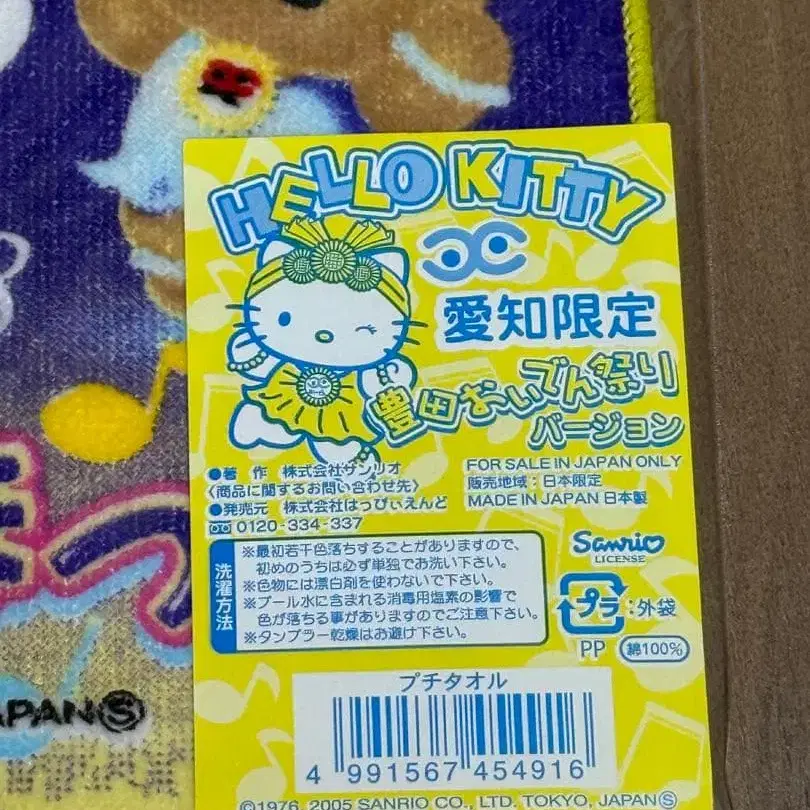 HELLO KITTY
愛知限定
豊田おいでん祭り
バージョン
●著 作 株式会社サンリオ
〈商品に関するお問い合わせ先〉
●発売元 株式会社はっぴぃえんど
0120-334-337
FOR SALE IN JAPAN ONLY
販売地域:日本限定
MADE IN JAPAN 日本製
洗濯方法
※最初若干色落ちすることがありますので、
初めのうちは必ず単独でお洗い下さい。
※色物には漂白剤を使わないで下さい。
※プール水に含まれる消毒用塩素の影響で
色が落ちる事がありますのでご注意下さい。
※タンブラー乾燥はお避け下さい。
Sanrio
LICENSE
プラ:外袋
PP 綿100%
プチタオル
4 991567 454916
©1976, 2005 SANRIO CO., LTD. TOKYO, JAPANⓈ
JAPANⓈ